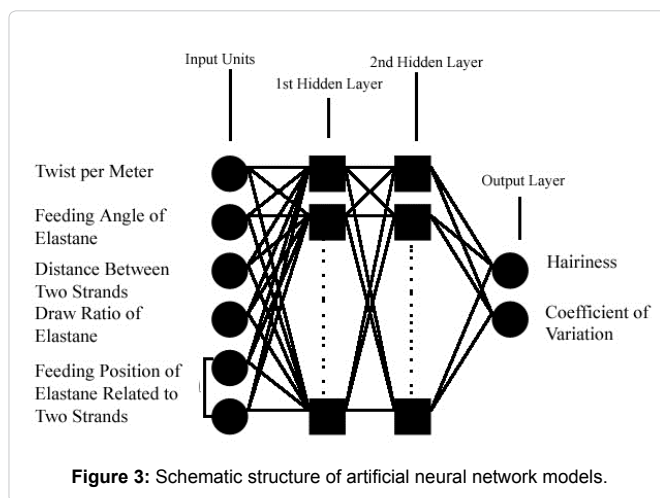 Input Units
1st Hidden Layer
2nd Hidden Layer
Output Layer
Twist per Meter
Feeding Angle of
Elastane
Distance Between
Two Strands
Draw Ratio of
Elastane
Feeding Position of
Elastane Related to
Two Strands
Hairiness
Coefficient of
Variation
Figure 3: Schematic structure of artificial neural network models.